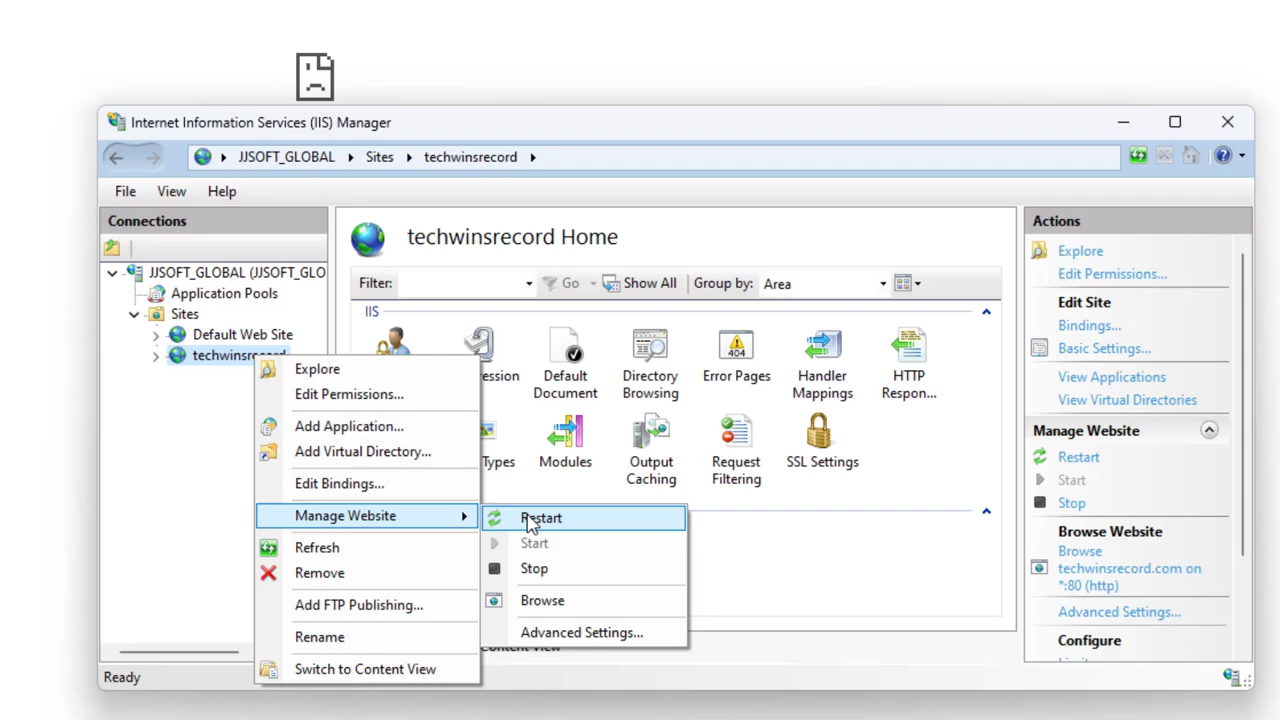 Internet Information Services (IIS) Manager
JJSOFT_GLOBAL Sites techwinsrecord
File View Help
Connections
JJSOFT_GLOBAL (JJSOFT_GLO
Application Pools
Sites
Default Web Site
techwinsrecord
Explore
Edit Permissions...
Add Application...
Add Virtual Directory...
Edit Bindings...
Manage Website
Refresh
Remove
Add FTP Publishing...
Rename
Switch to Content View
Restart
Start
Stop
Browse
Advanced Settings...
techwinsrecord Home
Filter: Go Show All Group by: Area
IIS
ession
Default
Document
Directory
Browsing
404
Error Pages
Handler
Mappings
HTTP
Respon...
Types
Modules
Output
Caching
Request
Filtering
SSL Settings
Content View
Actions
Explore
Edit Permissions...
Edit Site
Bindings...
Basic Settings...
View Applications
View Virtual Directories
Manage Website
Restart
Start
Stop
Browse Website
Browse
techwinsrecord.com on
*:80 (http)
Advanced Settings...
Configure
Ready